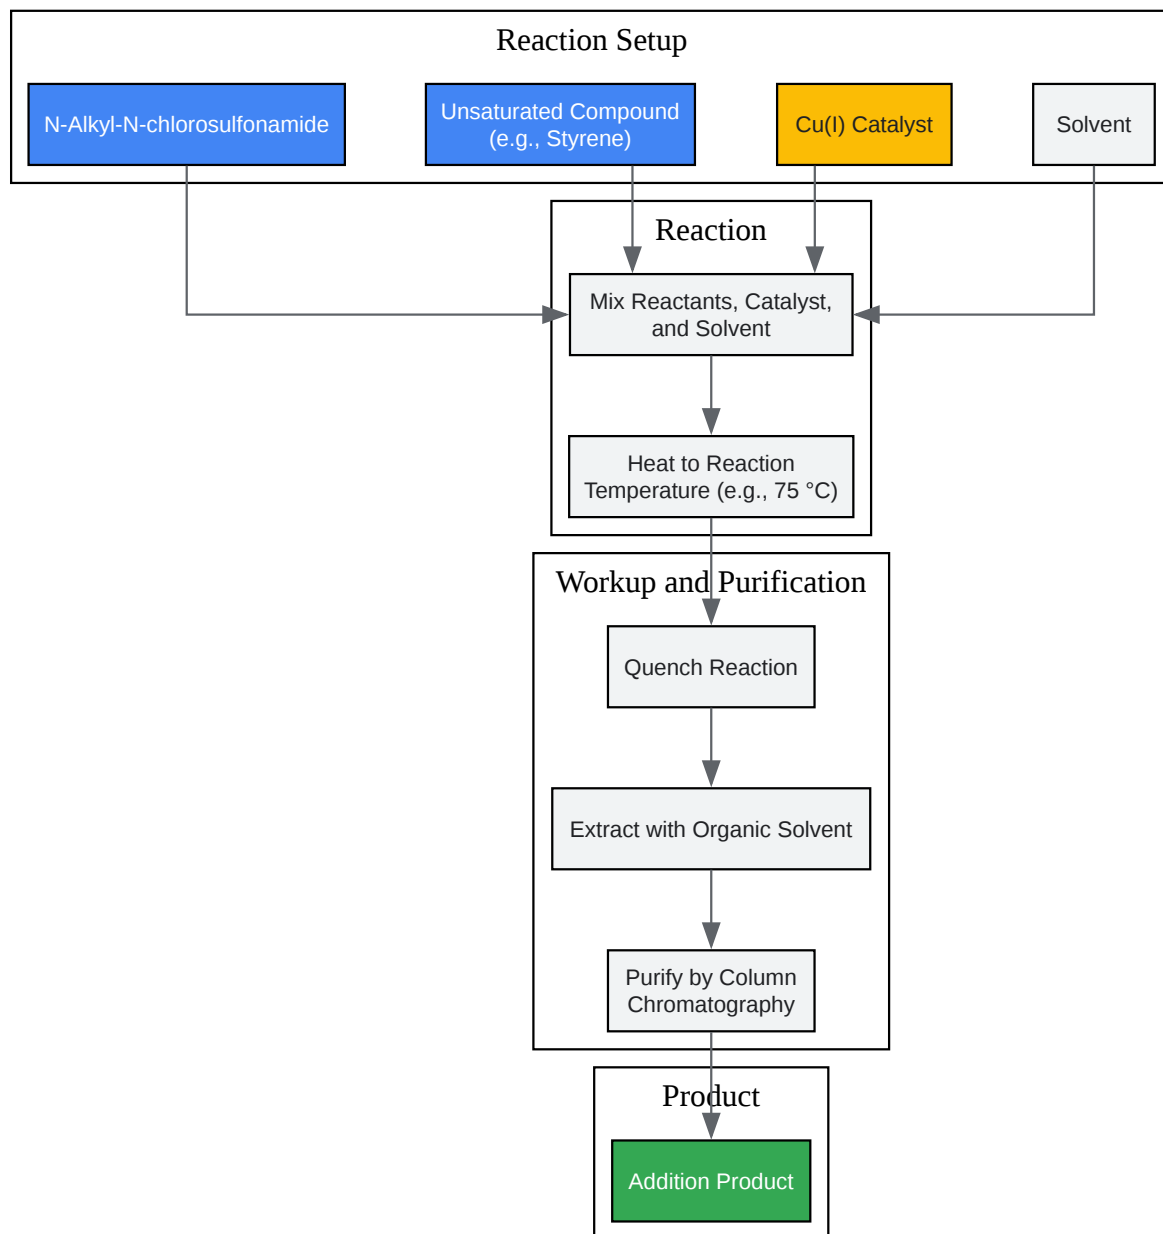 Reaction Setup
N-Alkyl-N-chlorosulfonamide
Unsaturated Compound
(e.g., Styrene)
Cu(I) Catalyst
Solvent
Reaction
Mix Reactants, Catalyst,
and Solvent
Heat to Reaction
Temperature (e.g., 75 °C)
Workup and Purification
Quench Reaction
Extract with Organic Solvent
Purify by Column
Chromatography
Product
Addition Product